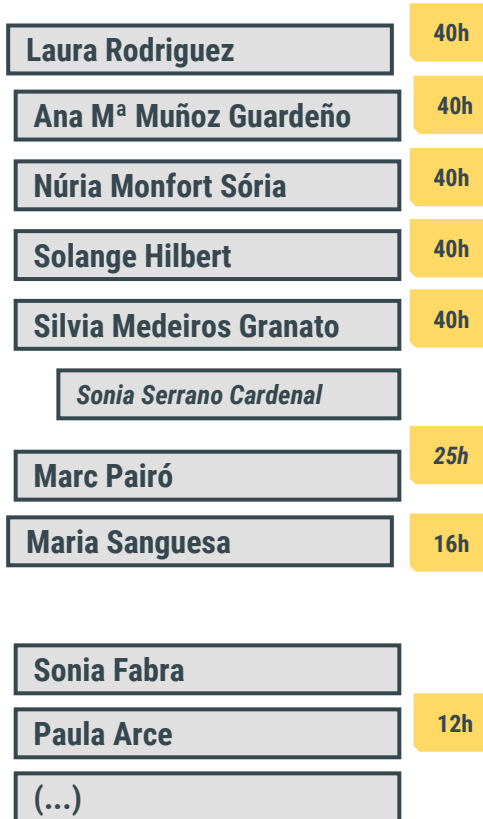 Laura Rodriguez 40h
Ana Mª Muñoz Guardeño 40h
Núria Monfort Sória 40h
Solange Hilbert 40h
Silvia Medeiros Granato 40h
Sonia Serrano Cardenal
25h
Marc Pairó
Maria Sanguesa 16h
Sonia Fabra
Paula Arce 12h
(...)